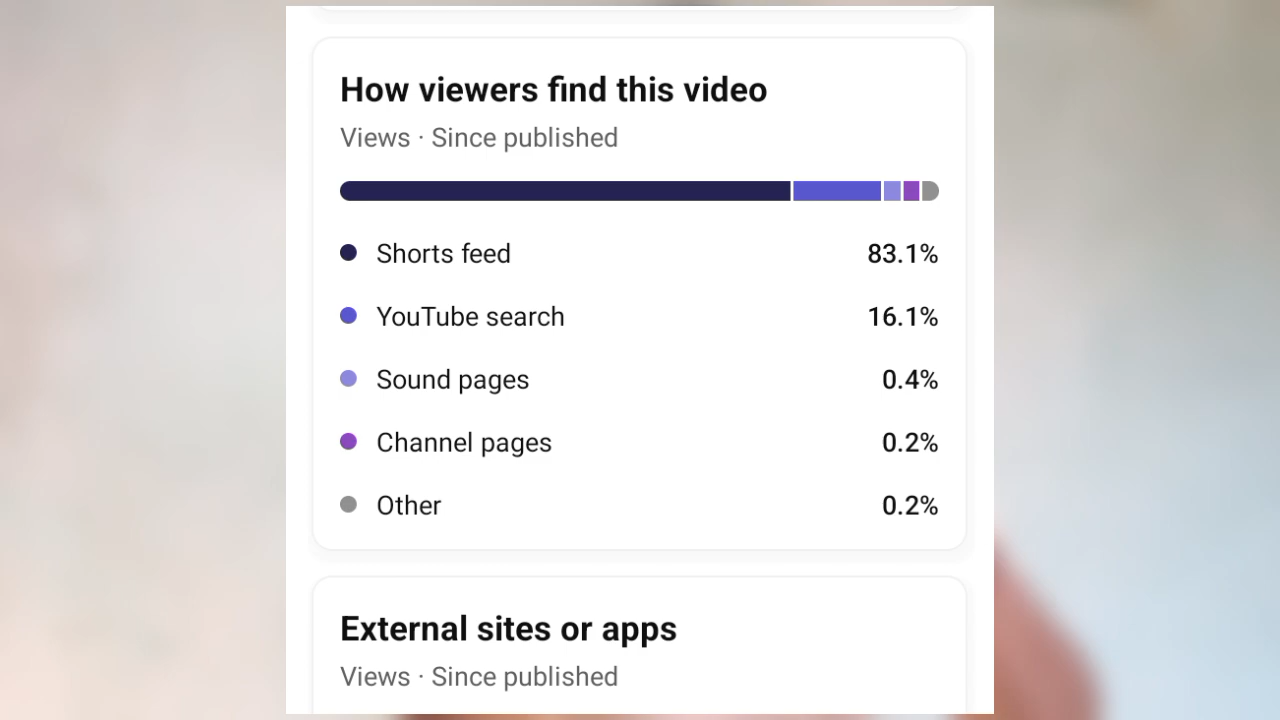 How viewers find this video
Views · Since published
Shorts feed 83.1%
YouTube search 16.1%
Sound pages 0.4%
Channel pages 0.2%
Other 0.2%
External sites or apps
Views · Since published